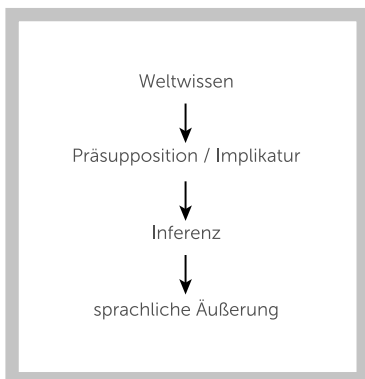 Weltwissen
Präsupposition / Implikatur
Inferenz
sprachliche Äußerung